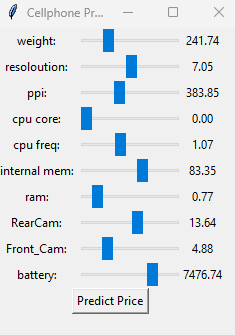 Cellphone Pr...
weight: 241.74
resoloution: 7.05
ppi: 383.85
cpu core: 0.00
cpu freq: 1.07
internal mem: 83.35
ram: 0.77
RearCam: 13.64
Front_Cam: 4.88
battery: 7476.74
Predict Price